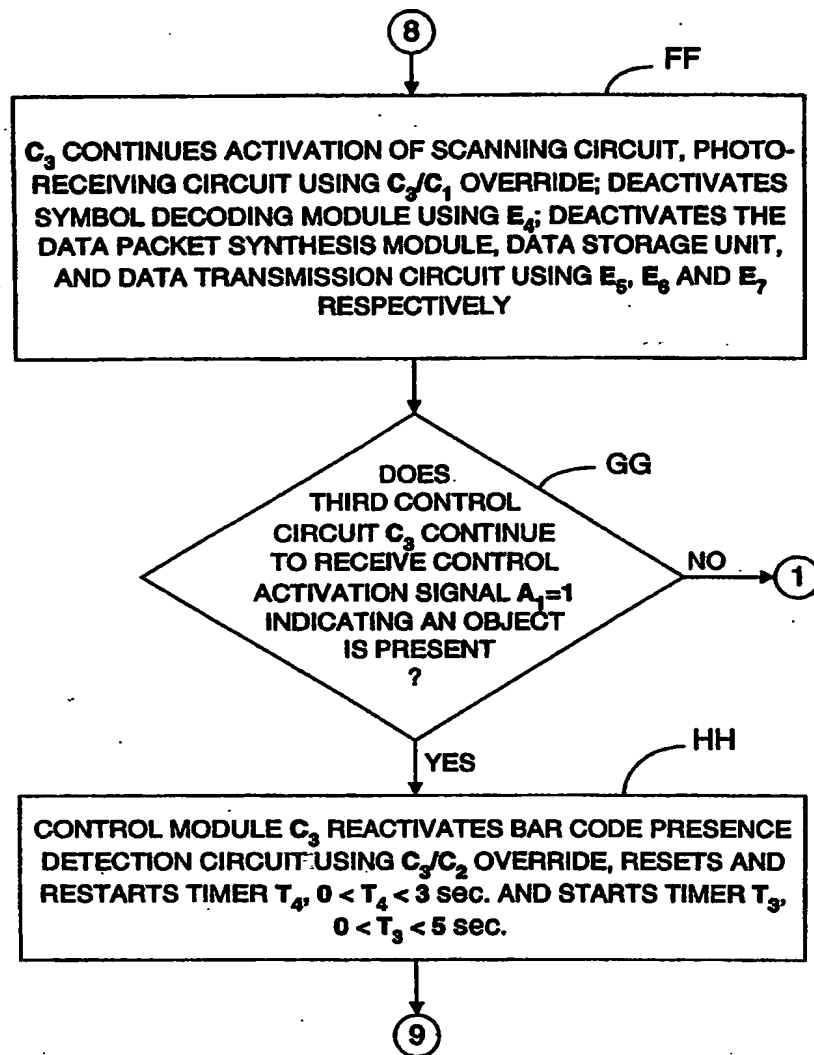 8
FF
C₃ CONTINUES ACTIVATION OF SCANNING CIRCUIT, PHOTO-
RECEIVING CIRCUIT USING C₃/C₁ OVERRIDE; DEACTIVATES
SYMBOL DECODING MODULE USING E₄; DEACTIVATES THE
DATA PACKET SYNTHESIS MODULE, DATA STORAGE UNIT,
AND DATA TRANSMISSION CIRCUIT USING E₅, E₆ AND E₇
RESPECTIVELY
GG
DOES
THIRD CONTROL
CIRCUIT C₃ CONTINUE
TO RECEIVE CONTROL
ACTIVATION SIGNAL A₁=1
INDICATING AN OBJECT
IS PRESENT
?
NO
1
YES
HH
CONTROL MODULE C₃ REACTIVATES BAR CODE PRESENCE
DETECTION CIRCUIT USING C₃/C₂ OVERRIDE, RESETS AND
RESTARTS TIMER T₄, 0 < T₄ < 3 sec. AND STARTS TIMER T₃,
0 < T₃ < 5 sec.
9